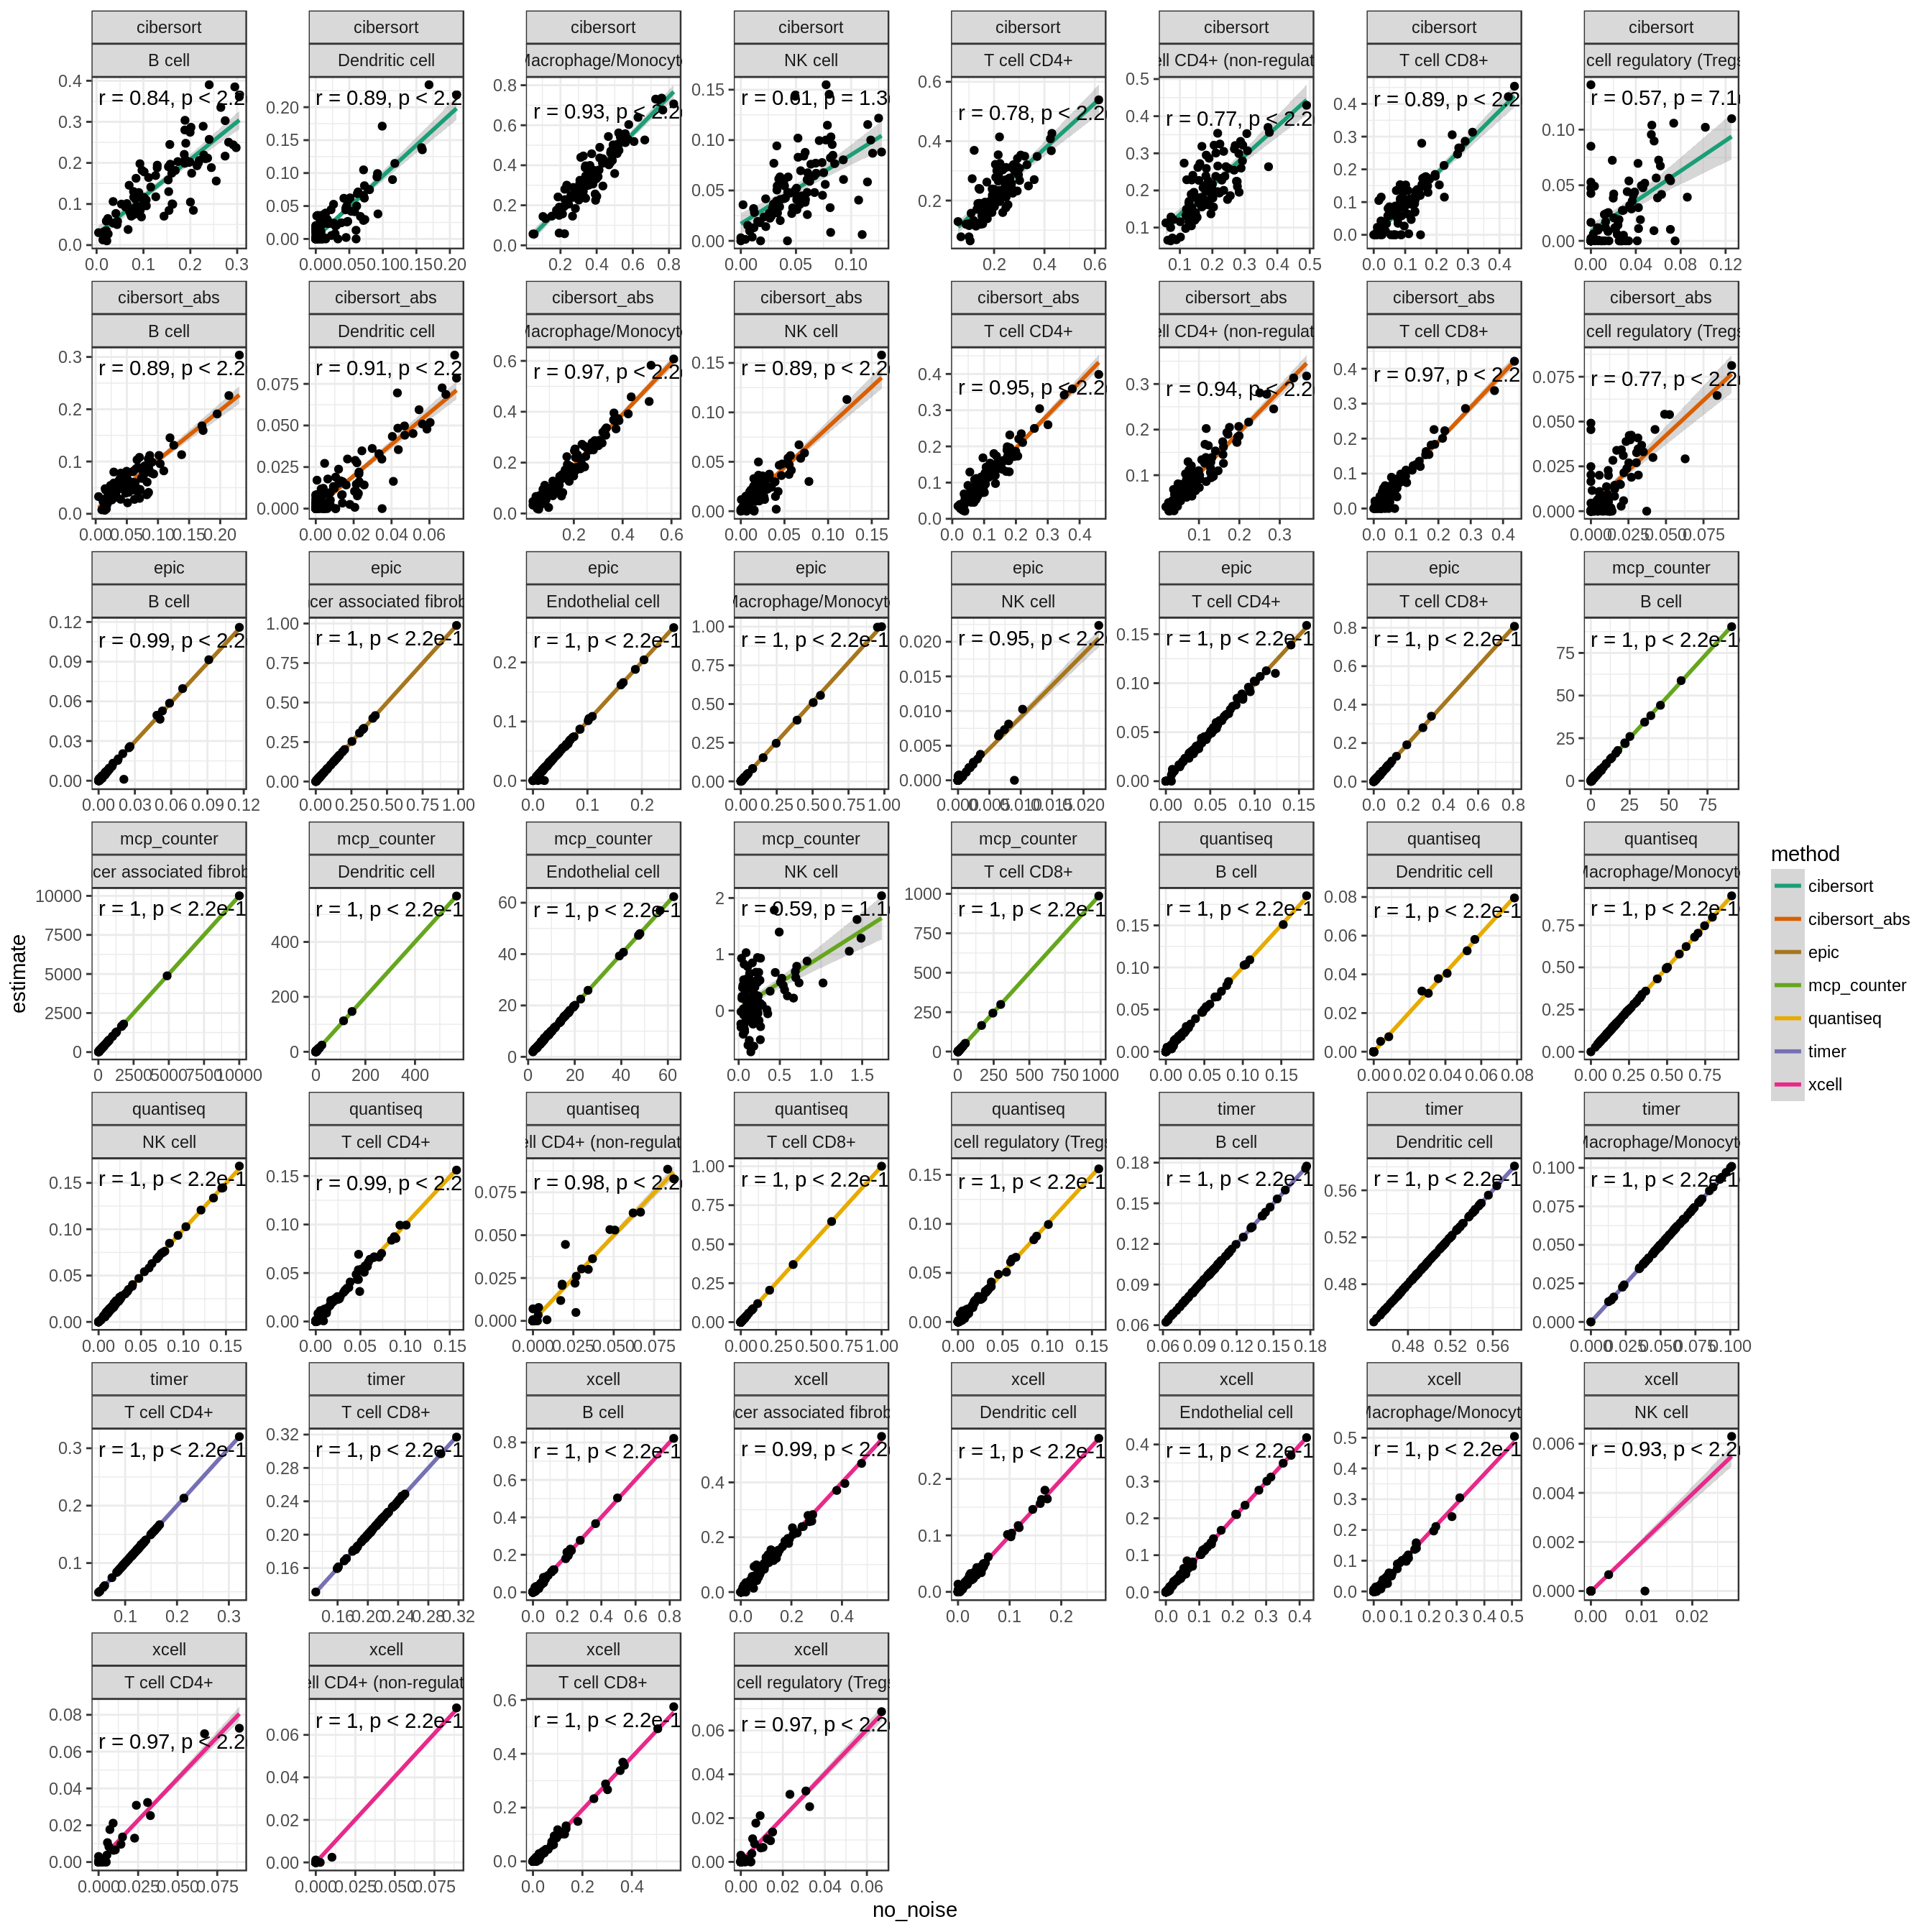 cibersort cibersort cibersort cibersort cibersort cibersort cibersort cibersort
B cell Dendritic cell Macrophage/Monocyt NK cell T cell CD4+ ell CD4+ (non-regulat T cell CD8+ cell regulatory (Tregs
r = 0.84, p < 2.2 r = 0.89, p < 2.2 r = 0.93, p < 2.2 r = 0.61, p = 1.3 r = 0.78, p < 2.2 r = 0.77, p < 2.2 r = 0.89, p < 2.2 r = 0.57, p = 7.1
0.4 0.3 0.2 0.1 0.0
0.20 0.15 0.10 0.05 0.00
0.8 0.6 0.4 0.2 0.0
0.15 0.10 0.05 0.00
0.6 0.4 0.2
0.5 0.4 0.3 0.2 0.1
0.4 0.3 0.2 0.1 0.0
0.10 0.05 0.00
0.0 0.1 0.2 0.3 0.00 0.05 0.10 0.15 0.20 0.2 0.4 0.6 0.8 0.00 0.05 0.10 0.2 0.4 0.6 0.1 0.2 0.3 0.4 0.5 0.0 0.1 0.2 0.3 0.4 0.00 0.04 0.08 0.12
cibersort_abs cibersort_abs cibersort_abs cibersort_abs cibersort_abs cibersort_abs cibersort_abs cibersort_abs
B cell Dendritic cell Macrophage/Monocyt NK cell T cell CD4+ ell CD4+ (non-regulat T cell CD8+ cell regulatory (Tregs
r = 0.89, p < 2.2 r = 0.91, p < 2.2 r = 0.97, p < 2.2 r = 0.89, p < 2.2 r = 0.95, p < 2.2 r = 0.94, p < 2.2 r = 0.97, p < 2.2 r = 0.77, p < 2.2
0.3 0.2 0.1 0.0
0.075 0.050 0.025 0.000
0.6 0.4 0.2 0.0
0.15 0.10 0.05 0.00
0.4 0.3 0.2 0.1 0.0
0.3 0.2 0.1
0.4 0.3 0.2 0.1 0.0
0.075 0.050 0.025 0.000
0.00 0.05 0.10 0.15 0.20 0.00 0.02 0.04 0.06 0.2 0.4 0.6 0.00 0.05 0.10 0.15 0.0 0.1 0.2 0.3 0.4 0.1 0.2 0.3 0.0 0.1 0.2 0.3 0.4 0.000 0.025 0.050 0.075
epic epic epic epic epic epic epic mcp_counter
B cell cer associated fibrob Endothelial cell Macrophage/Monocyt NK cell T cell CD4+ T cell CD8+ B cell
r = 0.99, p < 2.2 r = 1, p < 2.2e-1 r = 1, p < 2.2e-1 r = 1, p < 2.2e-1 r = 0.95, p < 2.2 r = 1, p < 2.2e-1 r = 1, p < 2.2e-1 r = 1, p < 2.2e-1
0.12 0.09 0.06 0.03 0.00
1.00 0.75 0.50 0.25 0.00
0.2 0.1 0.0
1.00 0.75 0.50 0.25 0.00
0.020 0.015 0.010 0.005 0.000
0.15 0.10 0.05 0.00
0.8 0.6 0.4 0.2 0.0
75 50 25 0
0.00 0.03 0.06 0.09 0.12 0.00 0.25 0.50 0.75 1.00 0.0 0.1 0.2 0.00 0.25 0.50 0.75 1.00 0.000 0.005 0.010 0.015 0.020 0.00 0.05 0.10 0.15 0.0 0.2 0.4 0.6 0.8 0 25 50 75
mcp_counter mcp_counter mcp_counter mcp_counter mcp_counter quantiseq quantiseq quantiseq
cer associated fibrob Dendritic cell Endothelial cell NK cell T cell CD8+ B cell Dendritic cell Macrophage/Monocyt
r = 1, p < 2.2e-1 r = 1, p < 2.2e-1 r = 1, p < 2.2e-1 r = 0.59, p = 1.1 r = 1, p < 2.2e-1 r = 1, p < 2.2e-1 r = 1, p < 2.2e-1 r = 1, p < 2.2e-1
10000 7500 5000 2500 0
400 200 0
60 40 20 0
2 1 0
1000 750 500 250 0
0.15 0.10 0.05 0.00
0.08 0.06 0.04 0.02 0.00
0.75 0.50 0.25 0.00
0 2500 5000 7500 10000 0 200 400 0 20 40 60 0.0 0.5 1.0 1.5 0 250 500 750 1000 0.00 0.05 0.10 0.15 0.00 0.02 0.04 0.06 0.08 0.00 0.25 0.50 0.75
quantiseq quantiseq quantiseq quantiseq quantiseq timer timer timer
NK cell T cell CD4+ ell CD4+ (non-regulat T cell CD8+ cell regulatory (Tregs B cell Dendritic cell Macrophage/Monocyt
r = 1, p < 2.2e-1 r = 0.99, p < 2.2 r = 0.98, p < 2.2 r = 1, p < 2.2e-1 r = 1, p < 2.2e-1 r = 1, p < 2.2e-1 r = 1, p < 2.2e-1 r = 1, p < 2.2e-1
0.15 0.10 0.05 0.00
0.15 0.10 0.05 0.00
0.075 0.050 0.025 0.000
1.00 0.75 0.50 0.25 0.00
0.15 0.10 0.05 0.00
0.18 0.15 0.12 0.09 0.06
0.56 0.52 0.48
0.100 0.075 0.050 0.025 0.000
0.00 0.05 0.10 0.15 0.00 0.05 0.10 0.15 0.000 0.025 0.050 0.075 0.00 0.25 0.50 0.75 1.00 0.00 0.05 0.10 0.15 0.06 0.09 0.12 0.15 0.18 0.48 0.52 0.56 0.000 0.025 0.050 0.075 0.100
timer timer xcell xcell xcell xcell xcell xcell
T cell CD4+ T cell CD8+ B cell cer associated fibrob Dendritic cell Endothelial cell Macrophage/Monocyt NK cell
r = 1, p < 2.2e-1 r = 1, p < 2.2e-1 r = 1, p < 2.2e-1 r = 0.99, p < 2.2 r = 1, p < 2.2e-1 r = 1, p < 2.2e-1 r = 1, p < 2.2e-1 r = 0.93, p < 2.2
0.3 0.2 0.1
0.32 0.28 0.24 0.20 0.16
0.8 0.6 0.4 0.2 0.0
0.4 0.2 0.0
0.2 0.1 0.0
0.4 0.3 0.2 0.1 0.0
0.5 0.4 0.3 0.2 0.1 0.0
0.006 0.004 0.002 0.000
0.1 0.2 0.3 0.16 0.20 0.24 0.28 0.32 0.0 0.2 0.4 0.6 0.8 0.0 0.2 0.4 0.0 0.1 0.2 0.0 0.1 0.2 0.3 0.4 0.0 0.1 0.2 0.3 0.4 0.5 0.00 0.01 0.02
xcell xcell xcell xcell
T cell CD4+ ell CD4+ (non-regulat T cell CD8+ cell regulatory (Tregs
r = 0.97, p < 2.2 r = 1, p < 2.2e-1 r = 1, p < 2.2e-1 r = 0.97, p < 2.2
0.08 0.06 0.04 0.02 0.00
0.06 0.04 0.02 0.00
0.6 0.4 0.2 0.0
0.06 0.04 0.02 0.00
0.000 0.025 0.050 0.075 0.000 0.025 0.050 0.075 0.0 0.2 0.4 0.00 0.02 0.04 0.06
no_noise
estimate
method
cibersort
cibersort_abs
epic
mcp_counter
quantiseq
timer
xcell